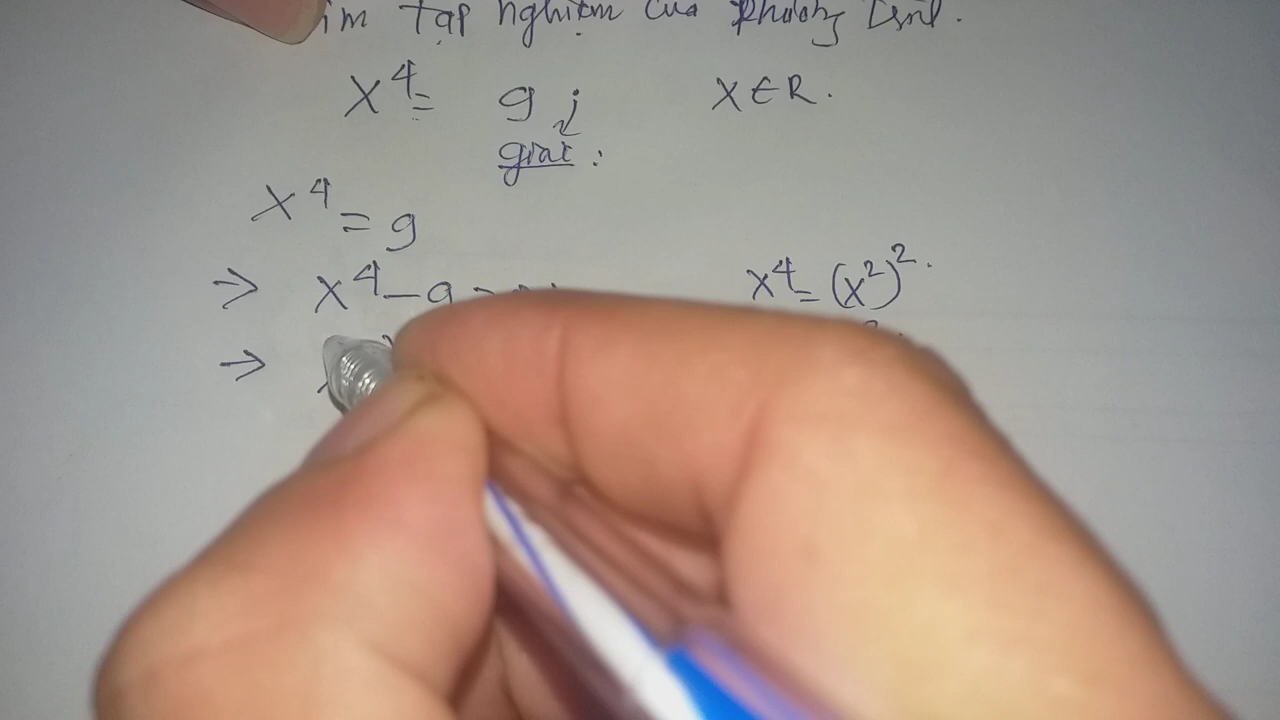 ìm tập nghiệm của phương trình.
x⁴ = 9; x ∈ R.
giải:
x⁴ = 9
⇒ x⁴ - 9 =
x⁴ = (x²)².
→